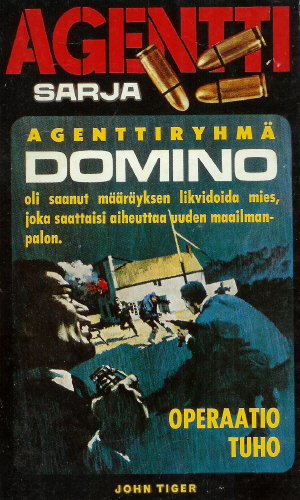 AGENTTI
SARJA
AGENTTIRYHMÄ
DOMINO
oli saanut määräyksen likvidoida mies,
joka saattaisi aiheuttaa uuden maailman-
palon.
OPERAATIO
TUHO
JOHN TIGER